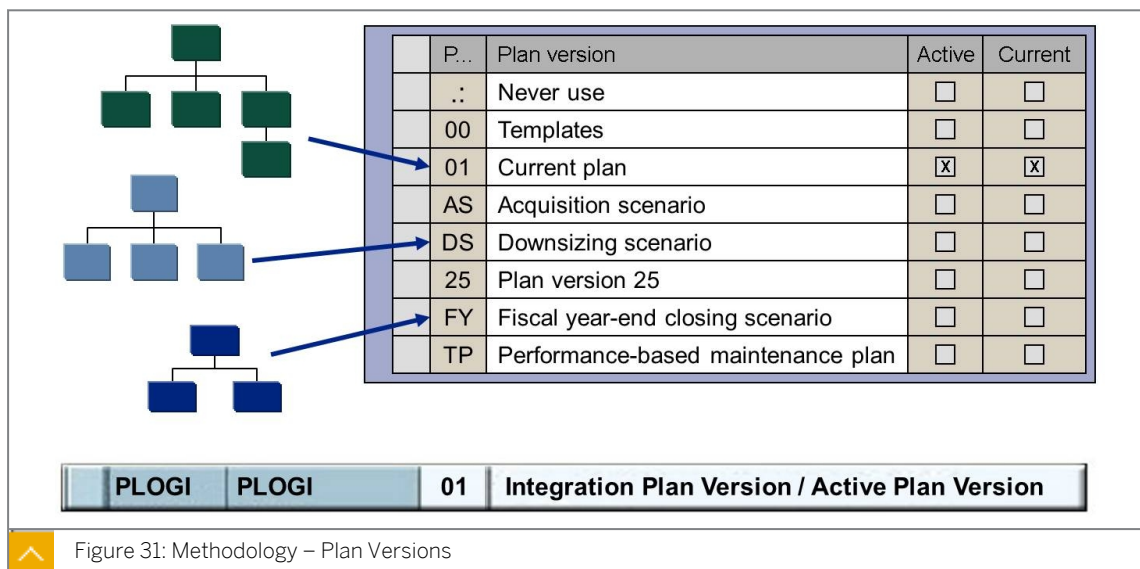 P... Plan version Active Current
.: Never use
00 Templates
01 Current plan X X
AS Acquisition scenario
DS Downsizing scenario
25 Plan version 25
FY Fiscal year-end closing scenario
TP Performance-based maintenance plan
PLOGI PLOGI 01 Integration Plan Version / Active Plan Version
Figure 31: Methodology – Plan Versions